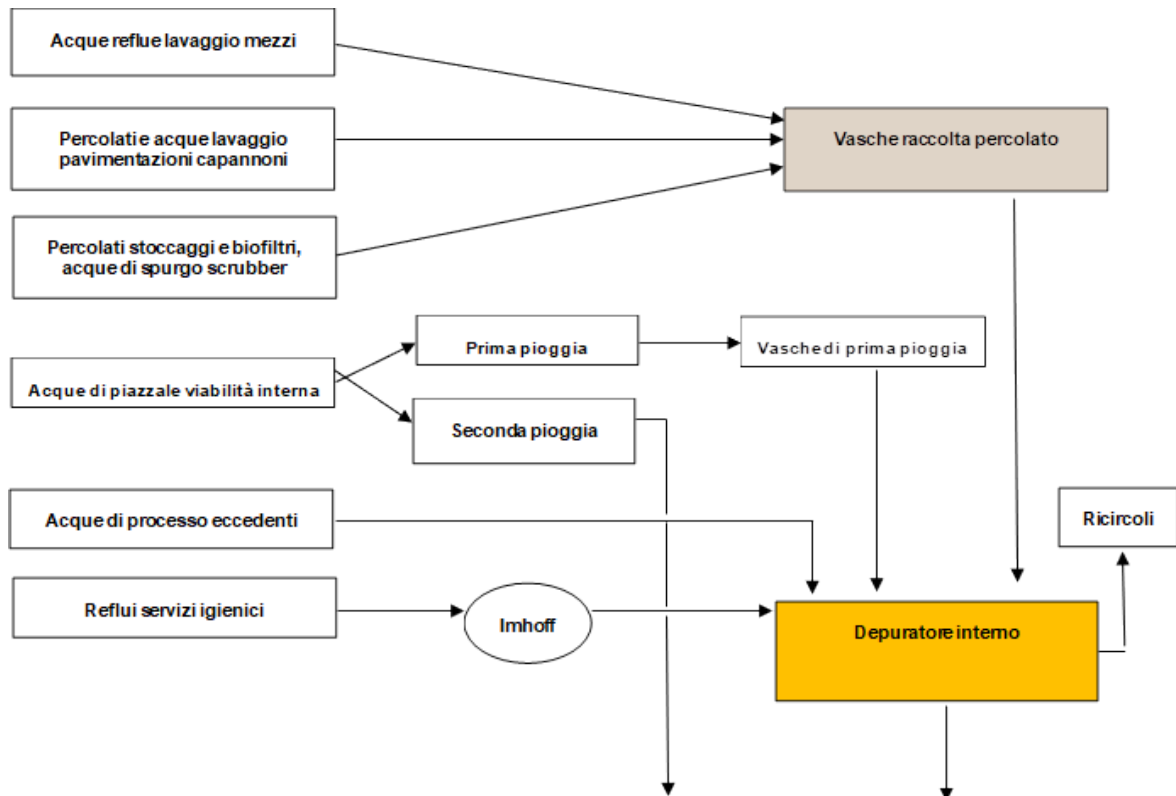 Acque reflue lavaggio mezzi
Percolati e acque lavaggio
pavimentazioni capannoni
Vasche raccolta percolato
Percolati stoccaggi e biofiltri,
acque di spurgo scrubber
Prima pioggia
Vasche di prima pioggia
Acque di piazzale viabilità interna
Seconda pioggia
Acque di processo eccedenti
Ricircoli
Reflui servizi igienici
Imhoff
Depuratore interno